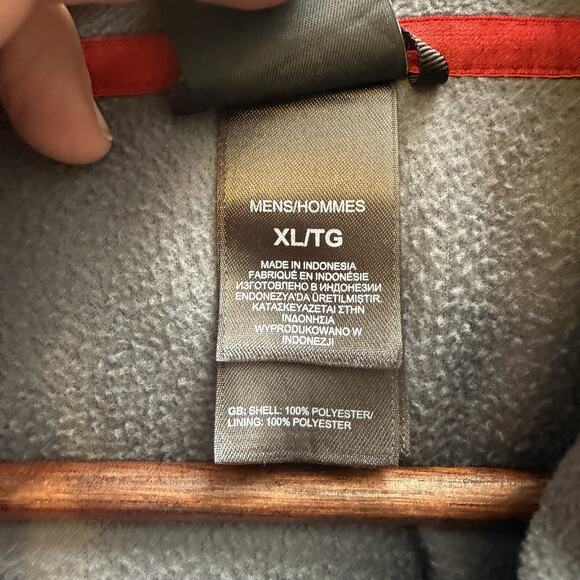 MENS/HOMMES
XL/TG
MADE IN INDONESIA
FABRIQUÉ EN INDONÉSIE
ИЗГОТОВЛЕНО В ИНДОНЕЗИИ
ENDONEZYA'DA ÜRETILMIŞTIR.
ΚΑΤΑΣΚΕΥΑΖΕΤΑΙ ΣΤΗΝ
ΙΝΔΟΝΗΣΙΑ
WYPRODUKOWANO W
INDONEZJI
GB: SHELL: 100% POLYESTER/
LINING: 100% POLYESTER